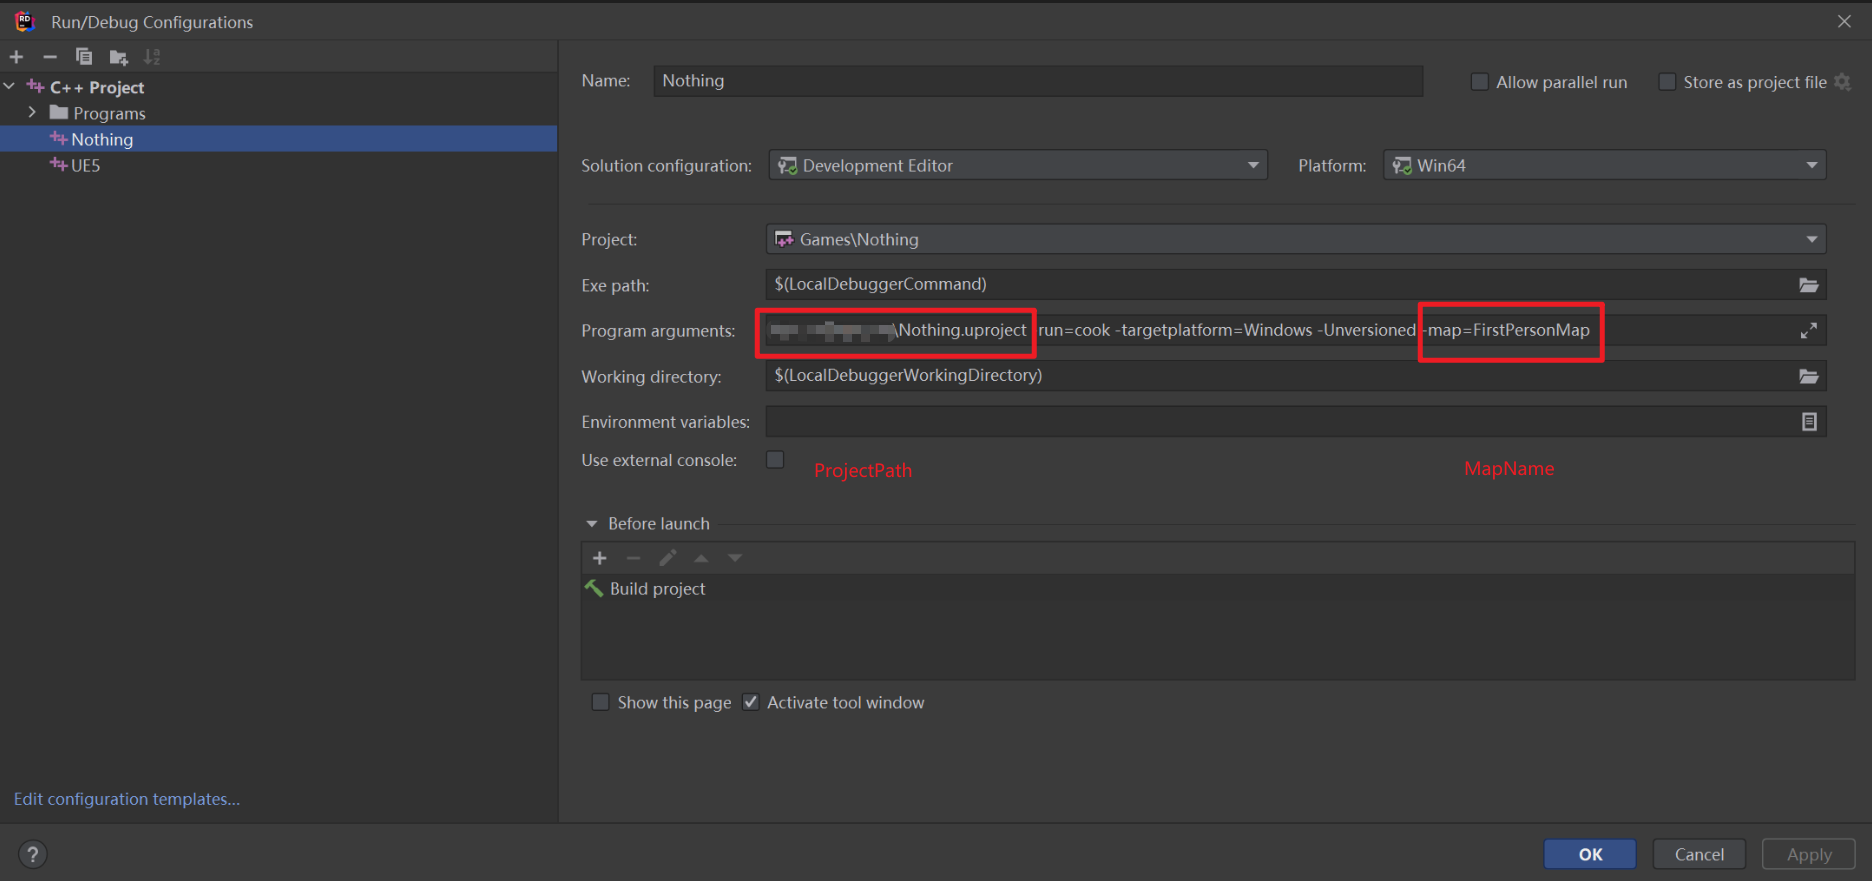 Run/Debug Configurations
C++ Project
Programs
Nothing
UE5
Edit configuration templates...
Name: Nothing
Allow parallel run
Store as project file
Solution configuration: Development Editor
Platform: Win64
Project: Games\Nothing
Exe path: $(LocalDebuggerCommand)
Program arguments: \Nothing.uproject run=cook -targetplatform=Windows -Unversioned -map=FirstPersonMap
Working directory: $(LocalDebuggerWorkingDirectory)
Environment variables:
Use external console:
ProjectPath
MapName
Before launch
Build project
Show this page
Activate tool window
?
OK
Cancel
Apply